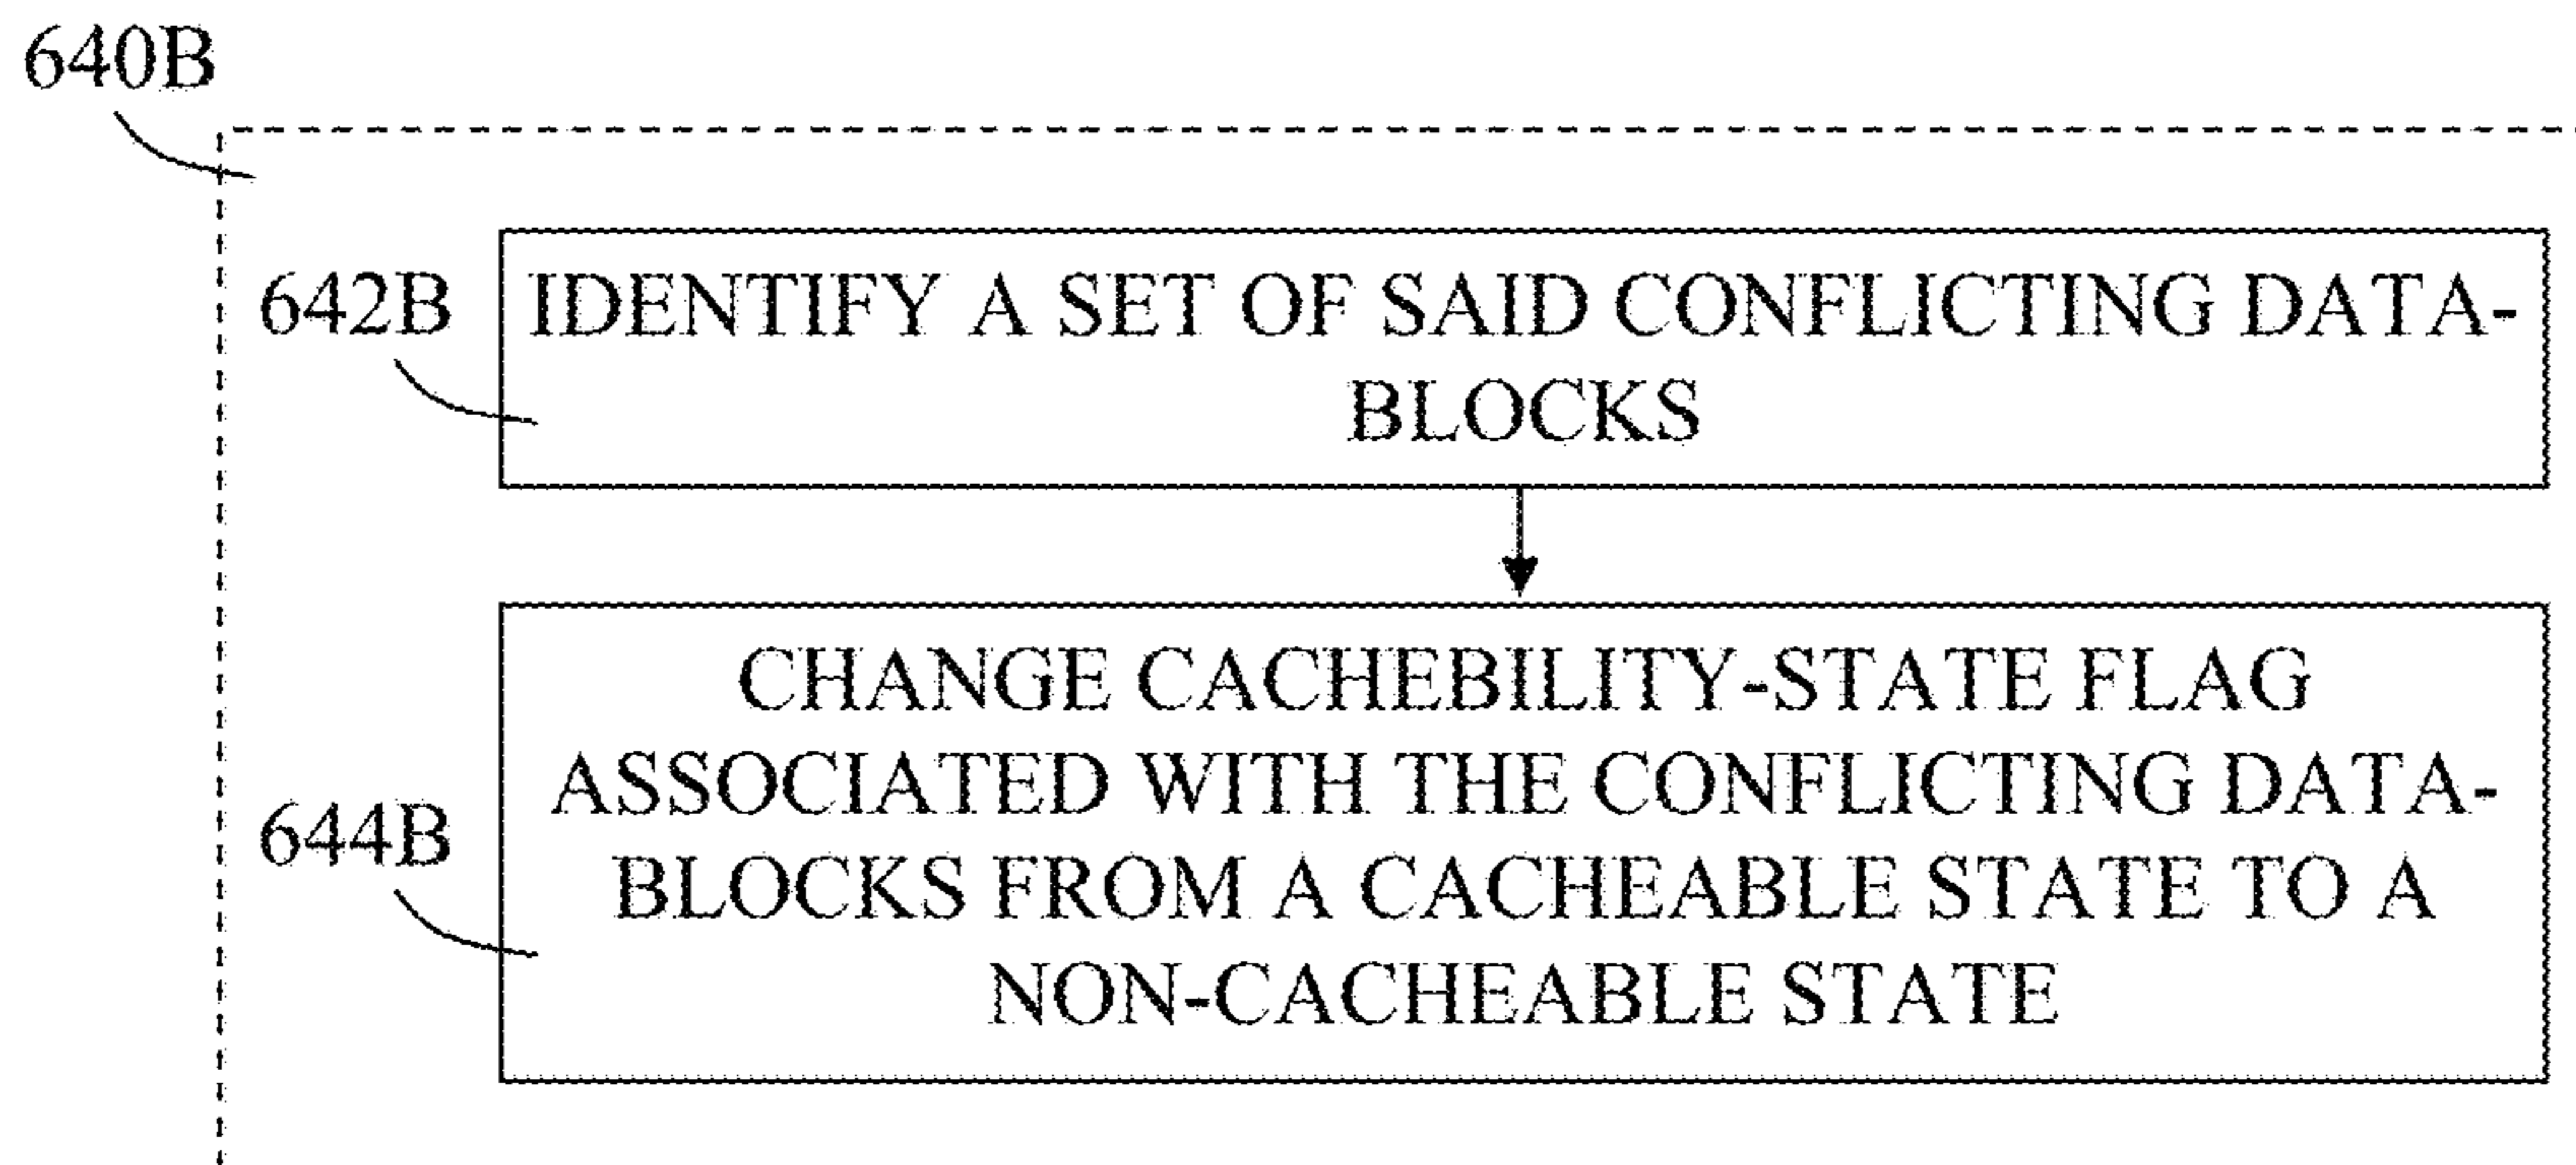 640B
642B
IDENTIFY A SET OF SAID CONFLICTING DATA-
BLOCKS
644B
CHANGE CACHEBILITY-STATE FLAG
ASSOCIATED WITH THE CONFLICTING DATA-
BLOCKS FROM A CACHEABLE STATE TO A
NON-CACHEABLE STATE